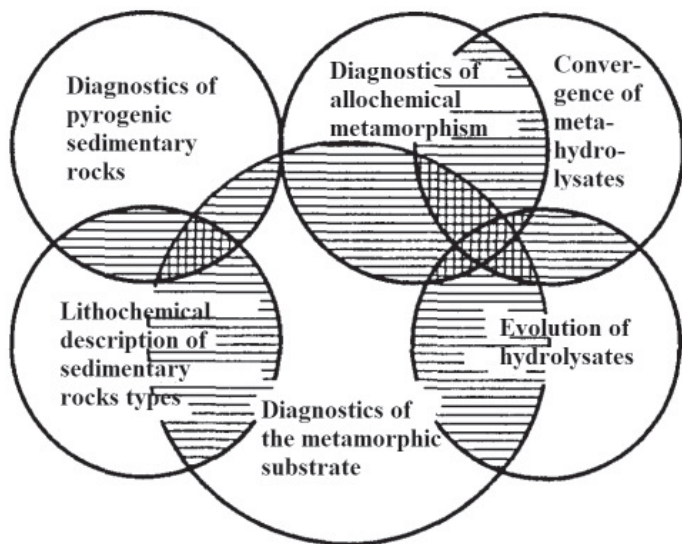 Diagnostics of
pyrogenic
sedimentary
rocks
Diagnostics of
allochemical
metamorphism
Conver-
gence of
meta-
hydro-
lysates
Lithochemical
description of
sedimentary
rocks types
Diagnostics of
the metamorphic
substrate
Evolution of
hydrolysates